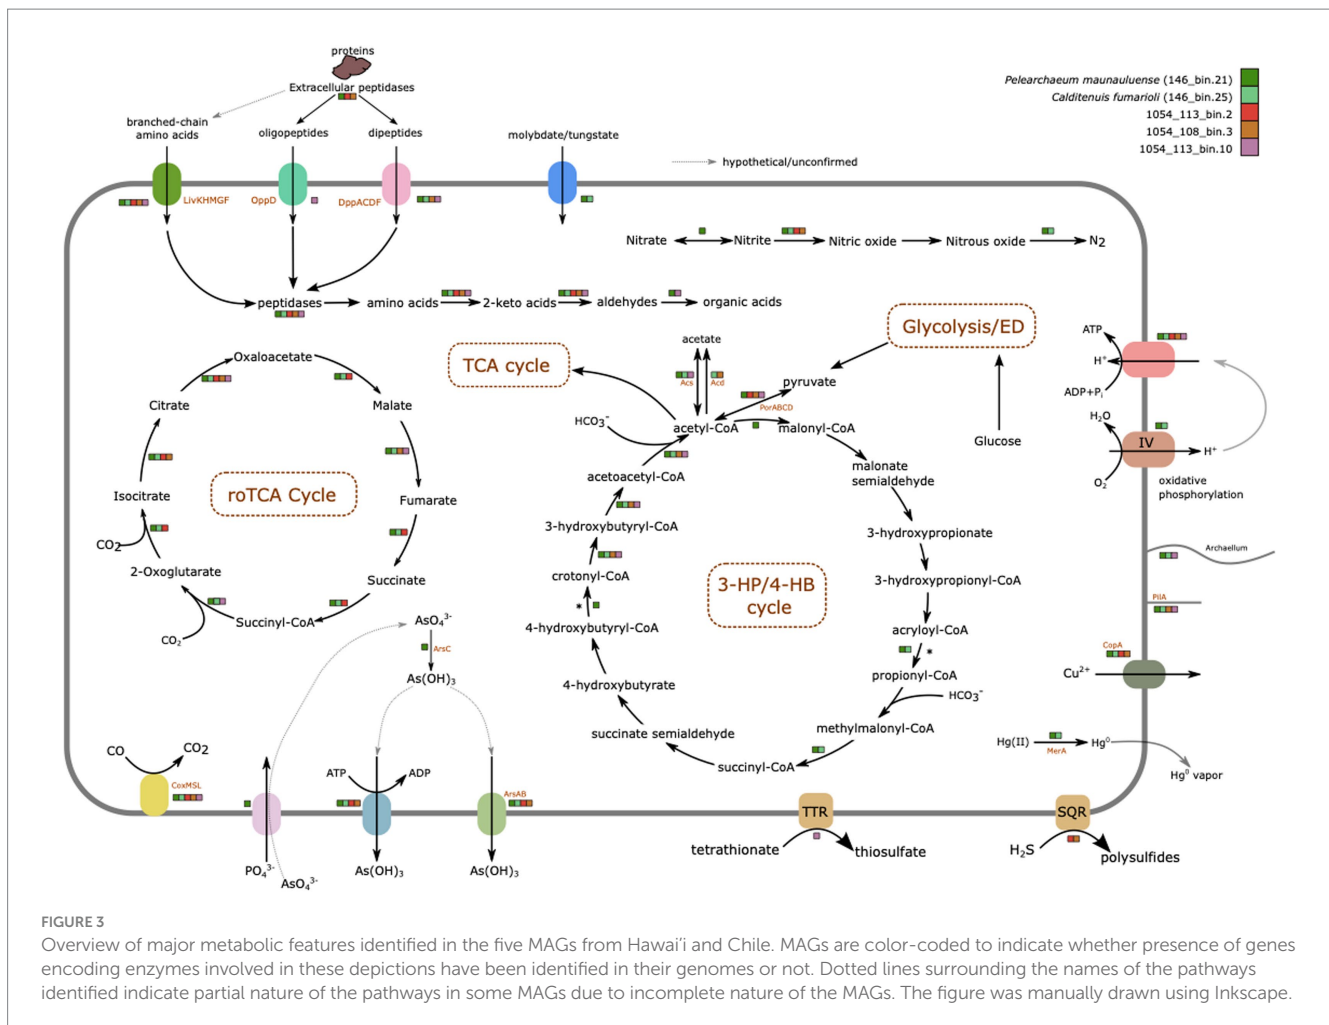 proteins
Extracellular peptidases
branched-chain
amino acids
oligopeptides
dipeptides
molybdate/tungstate
hypothetical/unconfirmed
Pelearchaeum maunauluense (146_bin.21)
Calditenuis fumarioli (146_bin.25)
1054_113_bin.2
1054_108_bin.3
1054_113_bin.10
LivKHMGF
OppD
DppACDF
Nitrate
Nitrite
Nitric oxide
Nitrous oxide
N2
peptidases
amino acids
2-keto acids
aldehydes
organic acids
Glycolysis/ED
TCA cycle
acetate
Acs
Acd
pyruvate
PorABCD
HCO3-
acetyl-CoA
malonyl-CoA
Glucose
ATP
H+
ADP+Pi
H2O
IV
H+
O2
oxidative
phosphorylation
Oxaloacetate
Citrate
Malate
Isocitrate
roTCA Cycle
Fumarate
CO2
2-Oxoglutarate
Succinate
CO2
Succinyl-CoA
acetoacetyl-CoA
3-hydroxybutyryl-CoA
crotonyl-CoA
*
4-hydroxybutyryl-CoA
4-hydroxybutyrate
succinate semialdehyde
succinyl-CoA
3-HP/4-HB
cycle
malonate
semialdehyde
3-hydroxypropionate
3-hydroxypropionyl-CoA
acryloyl-CoA
*
propionyl-CoA
HCO3-
methylmalonyl-CoA
Archaellum
PilA
CopA
Cu2+
Hg(II)
MerA
Hg0
Hg0 vapor
AsO43-
ArsC
As(OH)3
CO
CO2
CoxMSL
ATP
ADP
ArsAB
PO43-
AsO43-
As(OH)3
As(OH)3
TTR
tetrathionate
thiosulfate
SQR
H2S
polysulfides
FIGURE 3
Overview of major metabolic features identified in the five MAGs from Hawai'i and Chile. MAGs are color-coded to indicate whether presence of genes
encoding enzymes involved in these depictions have been identified in their genomes or not. Dotted lines surrounding the names of the pathways
identified indicate partial nature of the pathways in some MAGs due to incomplete nature of the MAGs. The figure was manually drawn using Inkscape.